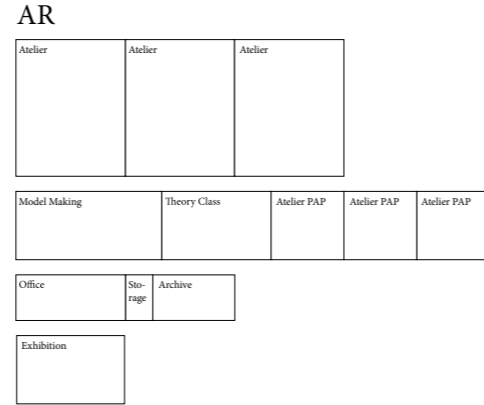 AR
Atelier
Atelier
Atelier
Model Making
Theory Class
Atelier PAP
Atelier PAP
Atelier PAP
Office
Sto-
rage
Archive
Exhibition